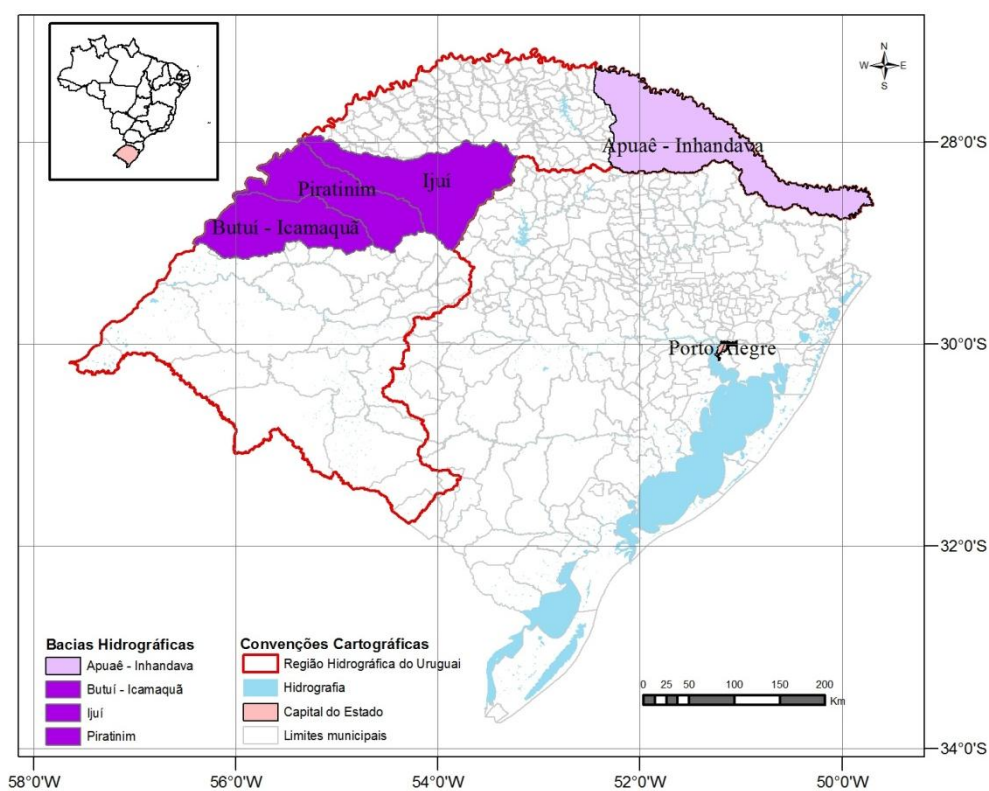 N
W E
S
28°0'S
Apuaê - Inhandava
Ijuí
Piratinim
Butuí - Icamaquã
30°0'S
Porto Alegre
32°0'S
Bacias Hidrográficas
Apuaê - Inhandava
Butuí - Icamaquã
Ijuí
Piratinim
Convenções Cartográficas
Região Hidrográfica do Uruguai
Hidrografia
Capital do Estado
Limites municipais
0 25 50 100 150 200
Km
34°0'S
58°0'W 56°0'W 54°0'W 52°0'W 50°0'W